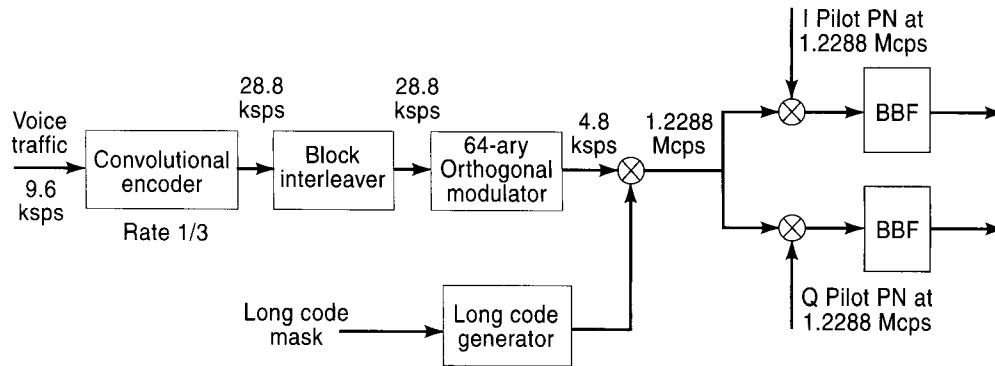 I Pilot PN at
1.2288 Mcps
28.8
ksps
28.8
ksps
BBF
Voice
traffic
9.6
ksps
Convolutional
encoder
Rate 1/3
Block
interleaver
64-ary
Orthogonal
modulator
4.8
ksps
1.2288
Mcps
BBF
Q Pilot PN at
1.2288 Mcps
Long code
mask
Long code
generator